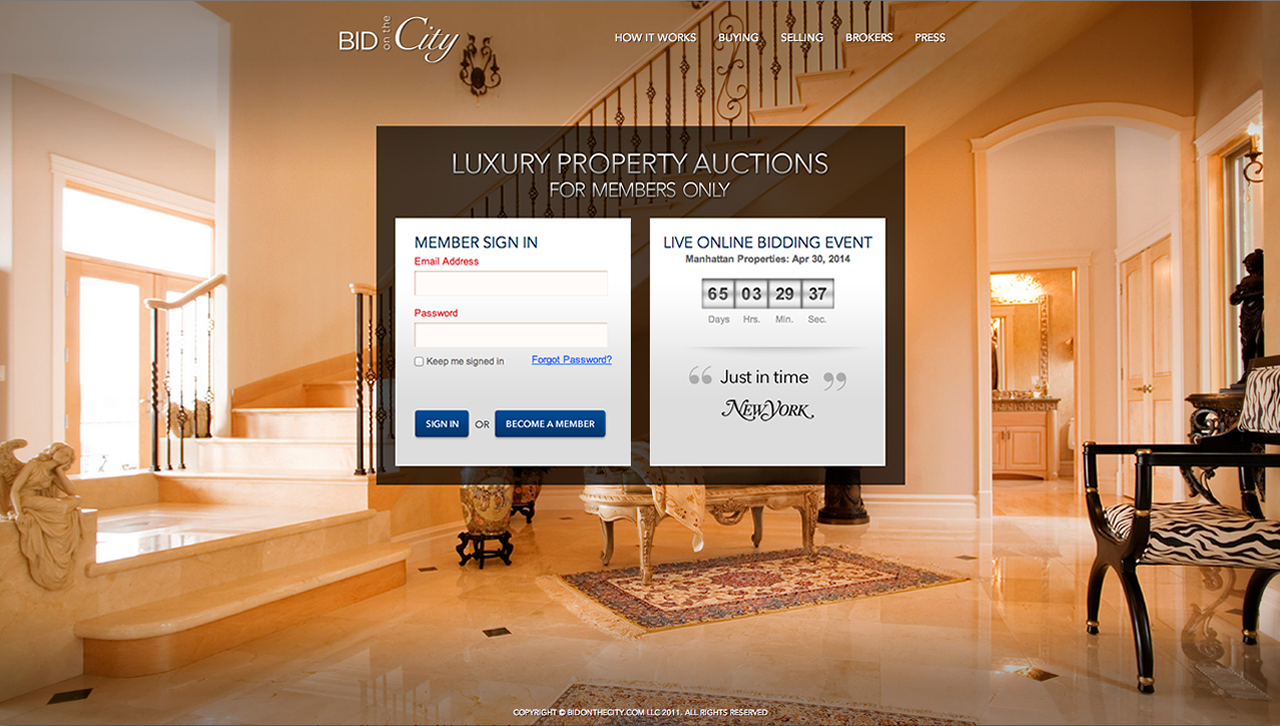 BID on the City
HOW IT WORKS BUYING SELLING BROKERS PRESS
LUXURY PROPERTY AUCTIONS
FOR MEMBERS ONLY
MEMBER SIGN IN
Email Address
Password
Keep me signed in Forgot Password?
SIGN IN OR BECOME A MEMBER
LIVE ONLINE BIDDING EVENT
Manhattan Properties: Apr 30, 2014
65 03 29 37
Days Hrs. Min. Sec.
“ Just in time ”
NEW YORK
COPYRIGHT © BIDONTHECITY.COM LLC 2011. ALL RIGHTS RESERVED